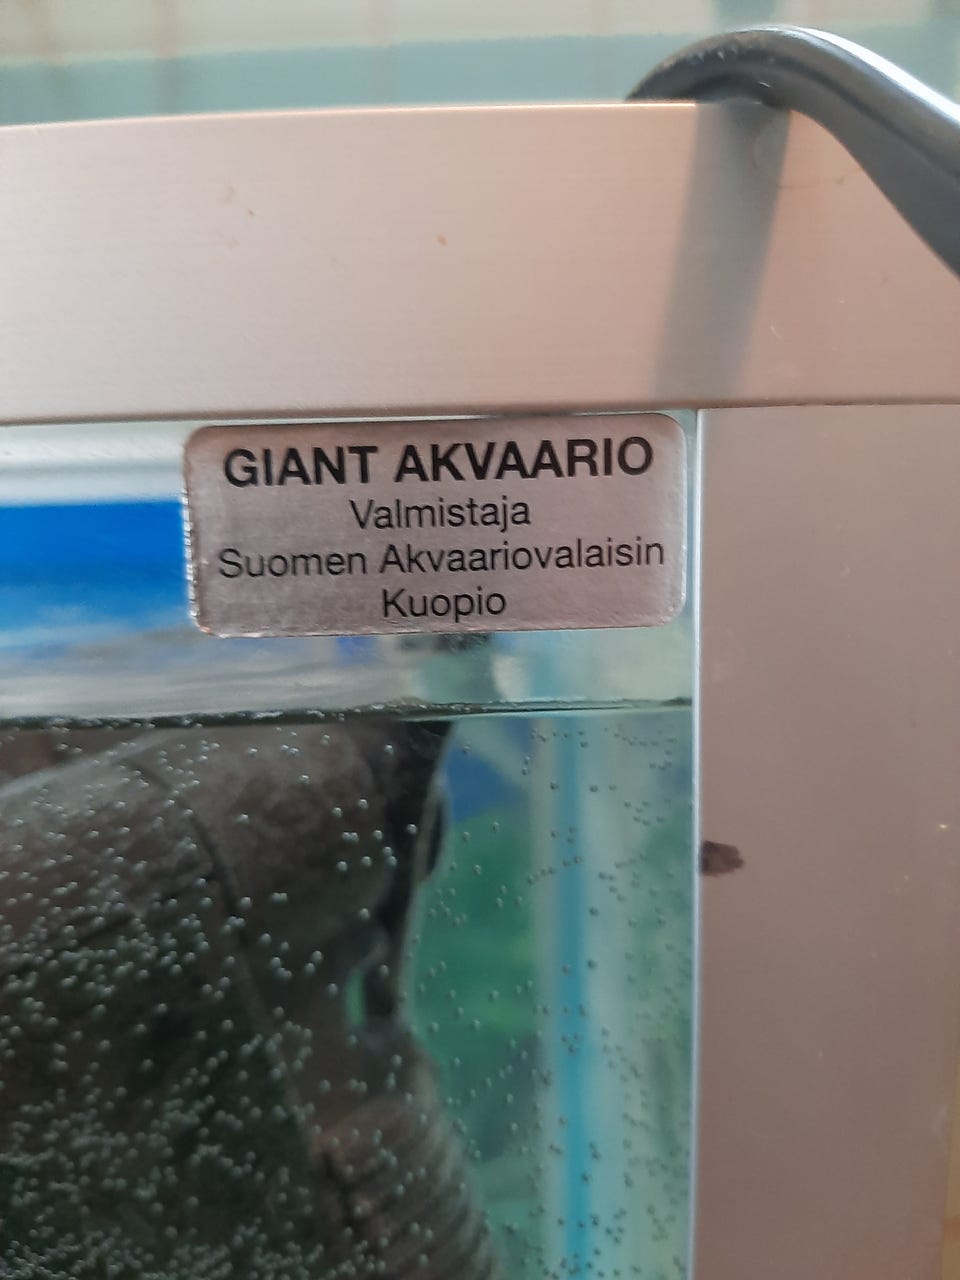 GIANT AKVAARIO
Valmistaja
Suomen Akvaariovalaisin
Kuopio